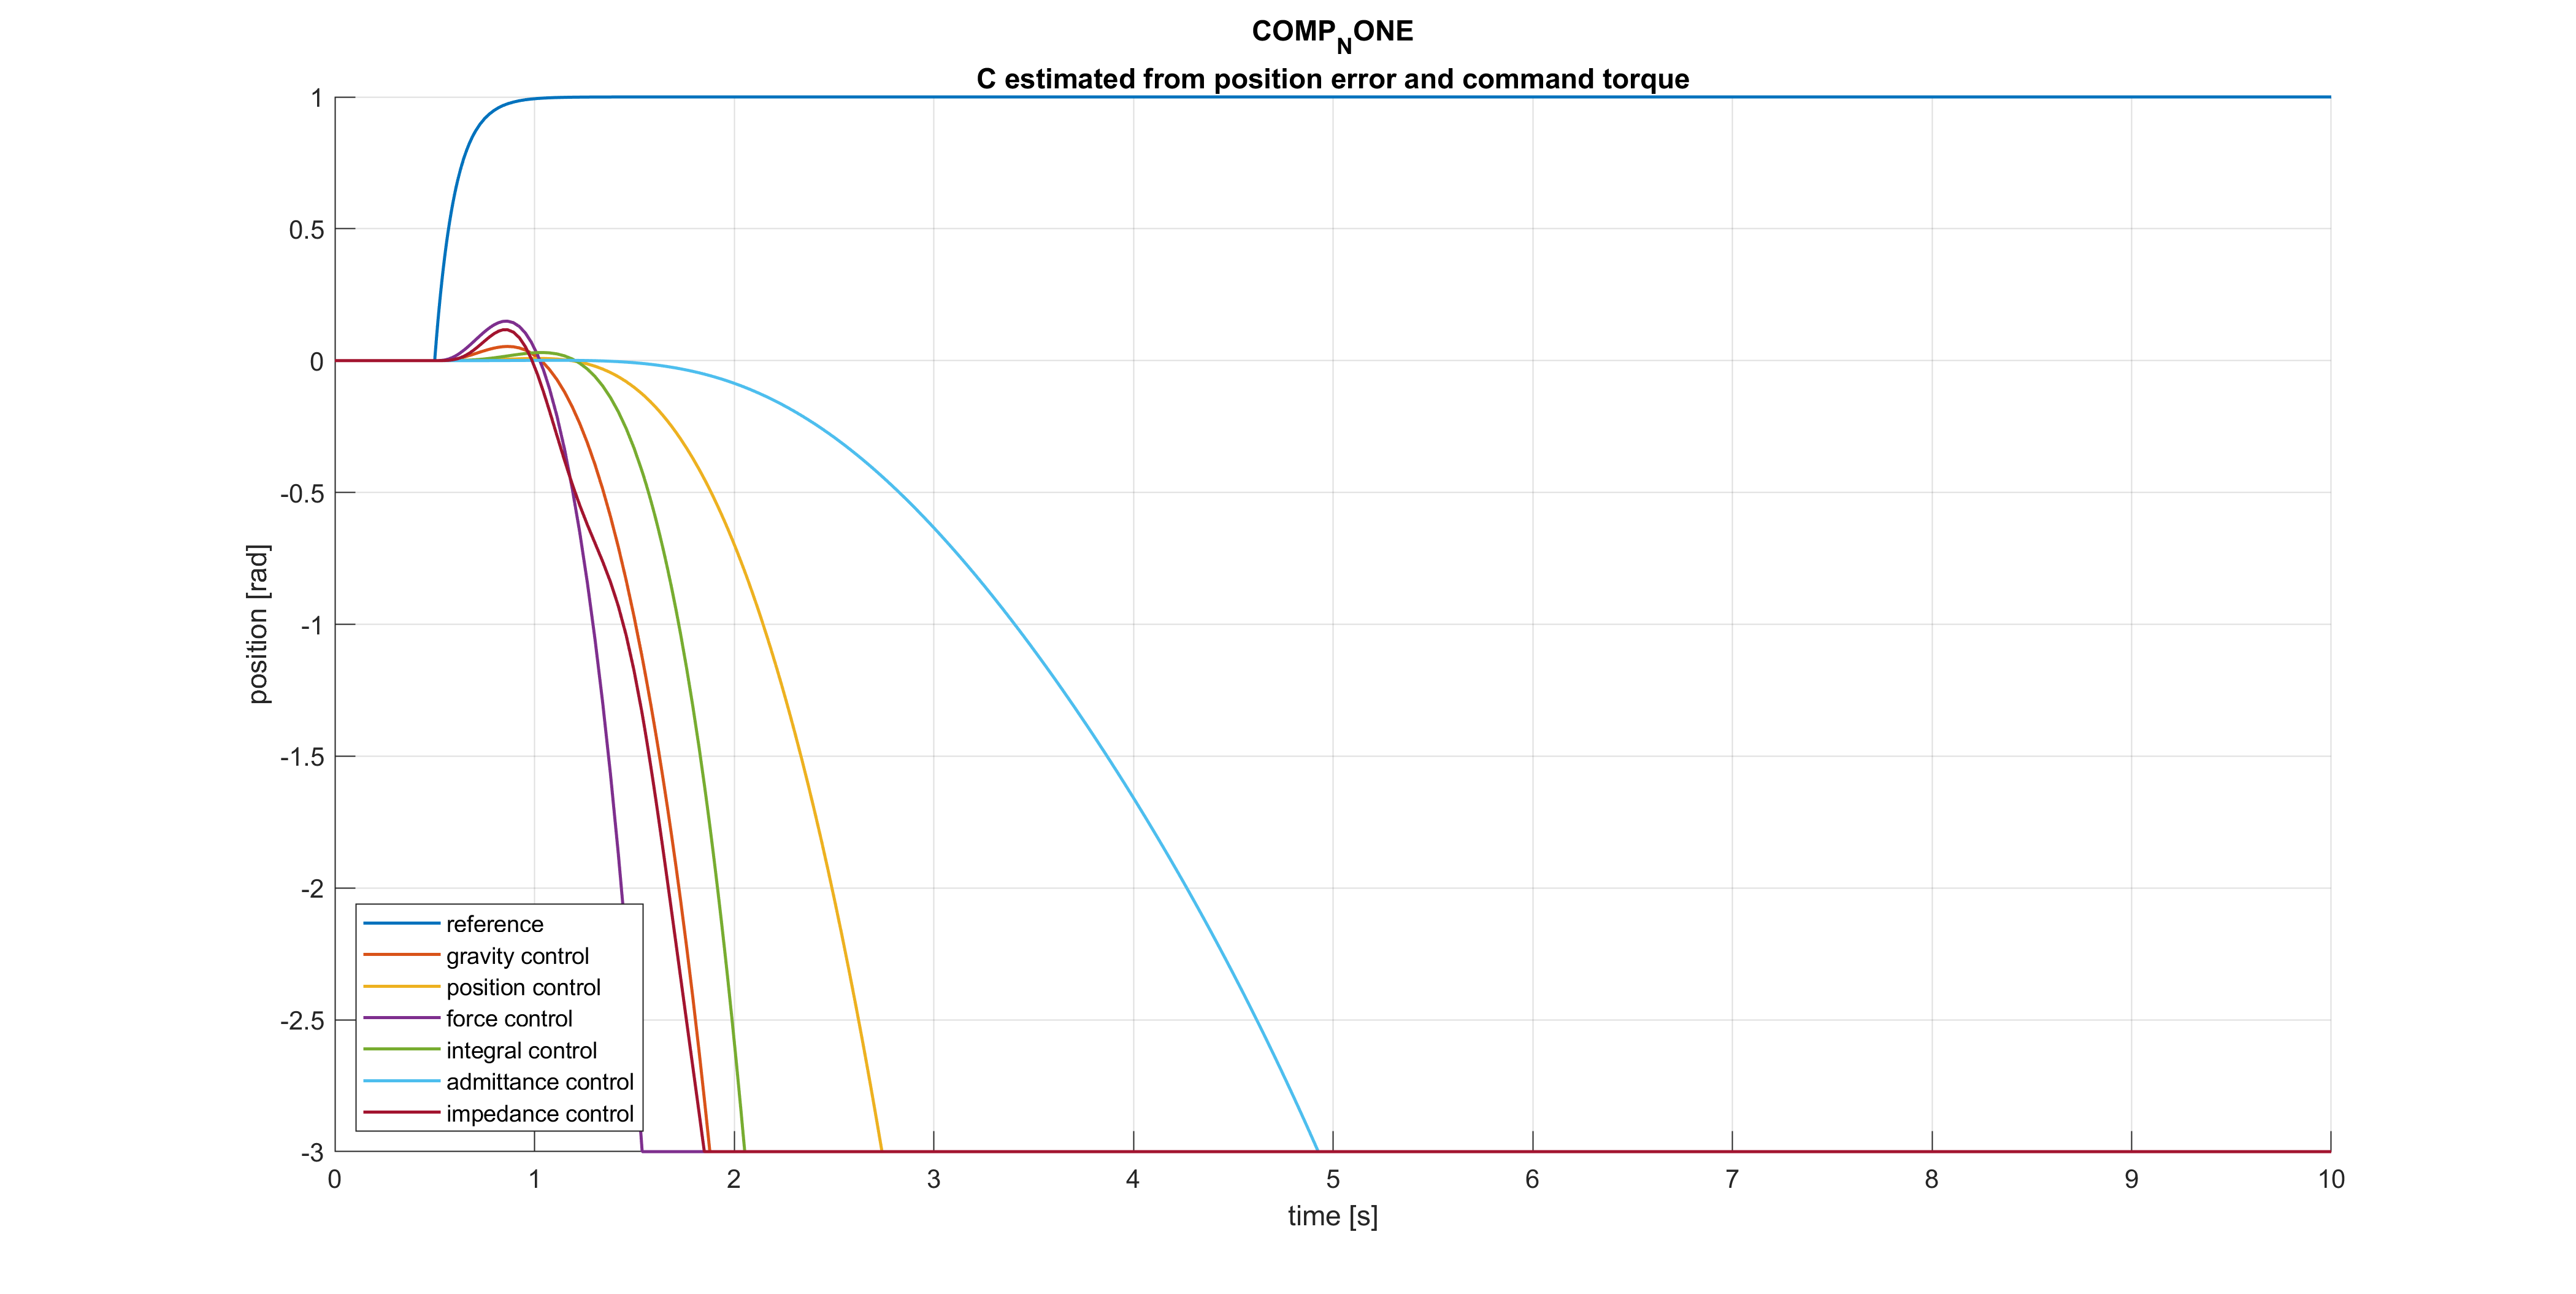 COMP_NONE
C estimated from position error and command torque
1
0.5
0
-0.5
-1
-1.5
-2
-2.5
-3
position [rad]
reference
gravity control
position control
force control
integral control
admittance control
impedance control
0 1 2 3 4 5 6 7 8 9 10
time [s]